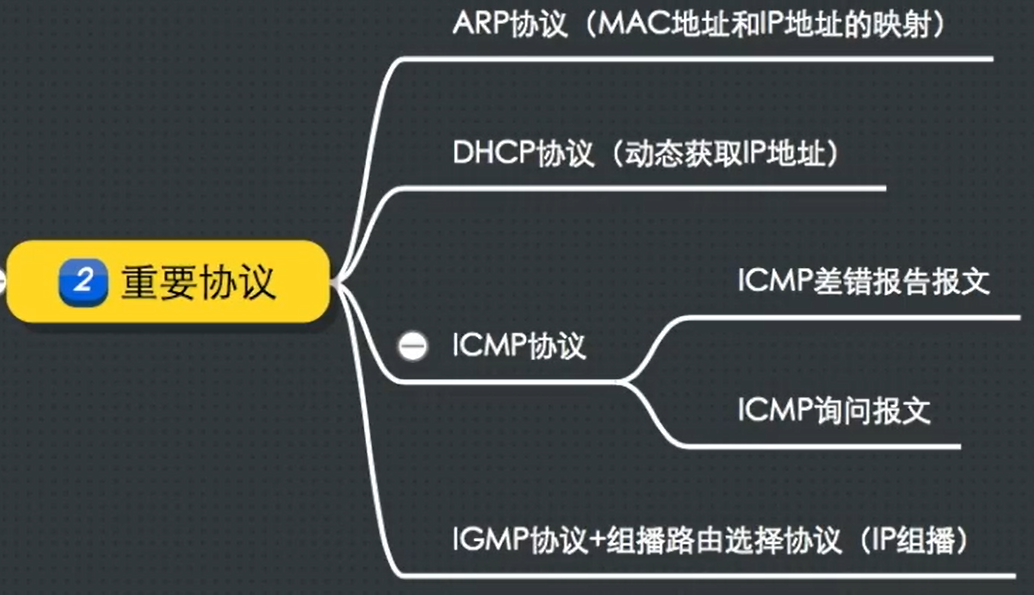 ARP协议（MAC地址和IP地址的映射）
DHCP协议（动态获取IP地址）
2 重要协议
ICMP差错报告报文
ICMP协议
ICMP询问报文
IGMP协议+组播路由选择协议（IP组播）